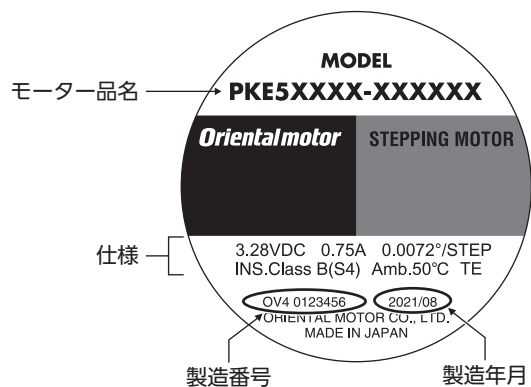 MODEL
モーター品名
PKE5XXXX-XXXXXX
Orientalmotor
STEPPING MOTOR
仕様
3.28VDC 0.75A 0.0072°/STEP
INS.Class B(S4) Amb.50℃ TE
OV4 0123456
2021/08
ORIENTAL MOTOR CO., LTD.
MADE IN JAPAN
製造番号
製造年月